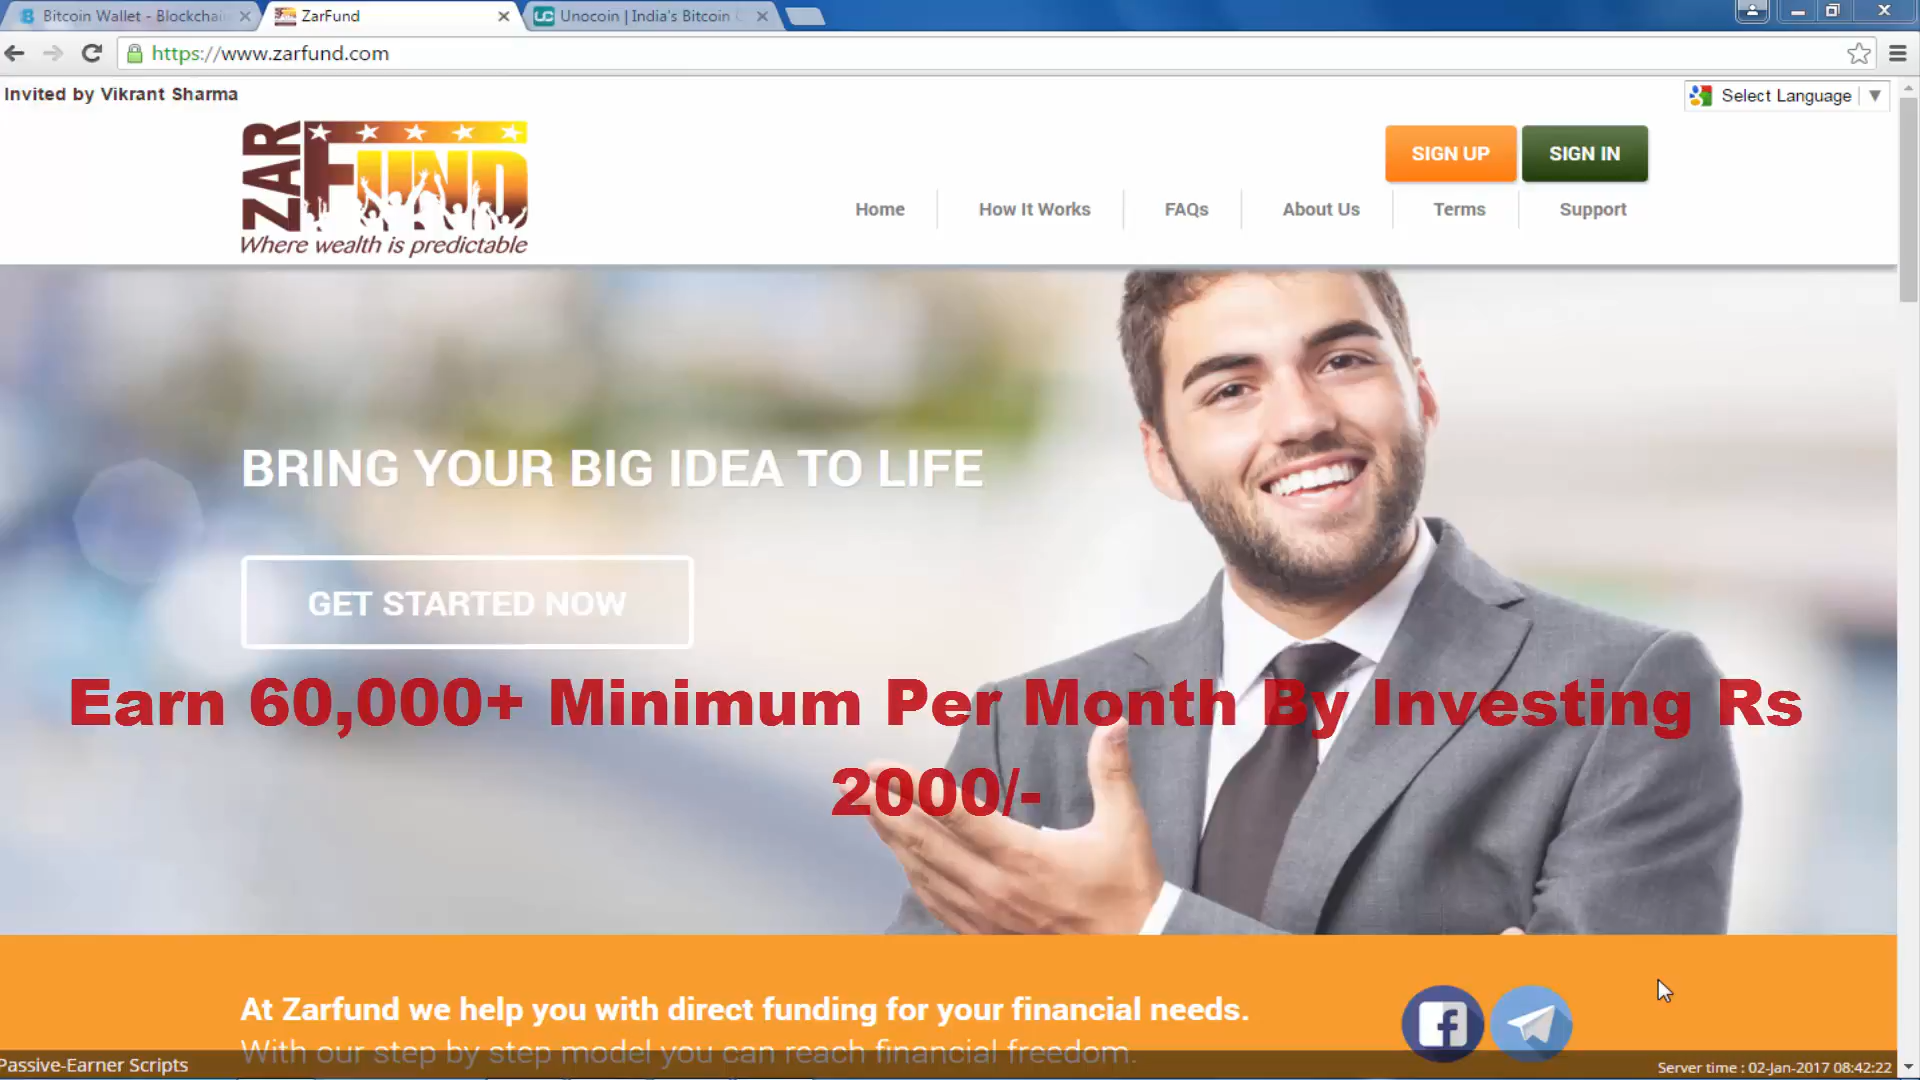 Bitcoin Wallet - Blockchain
ZarFund
Unocoin | India's Bitcoin
https://www.zarfund.com
Invited by Vikrant Sharma
Select Language
ZAR FUND
Where wealth is predictable
SIGN UP
SIGN IN
Home
How It Works
FAQs
About Us
Terms
Support
BRING YOUR BIG IDEA TO LIFE
GET STARTED NOW
Earn 60,000+ Minimum Per Month By Investing Rs
2000/-
At Zarfund we help you with direct funding for your financial needs.
With our step by step model you can reach financial freedom.
Passive-Earner Scripts
Server time : 02-Jan-2017 08:42:22